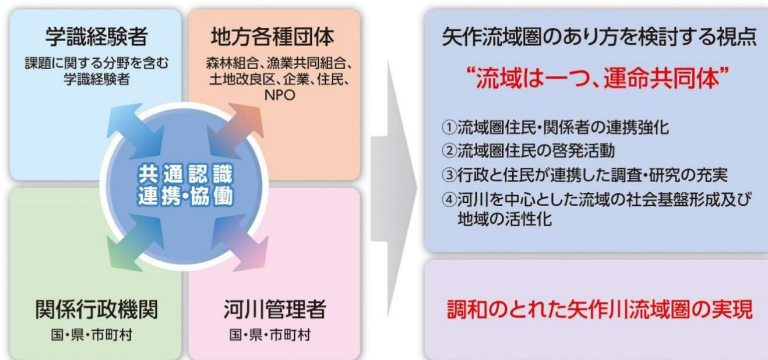 学識経験者
課題に関する分野を含む
学識経験者
地方各種団体
森林組合、漁業共同組合、
土地改良区、企業、住民、
NPO
共通認識
連携・協働
関係行政機関
国・県・市町村
河川管理者
国・県・市町村
矢作流域圏のあり方を検討する視点
“流域は一つ、運命共同体”
①流域圏住民・関係者の連携強化
②流域圏住民の啓発活動
③行政と住民が連携した調査・研究の充実
④河川を中心とした流域の社会基盤形成及び
地域の活性化
調和のとれた矢作川流域圏の実現